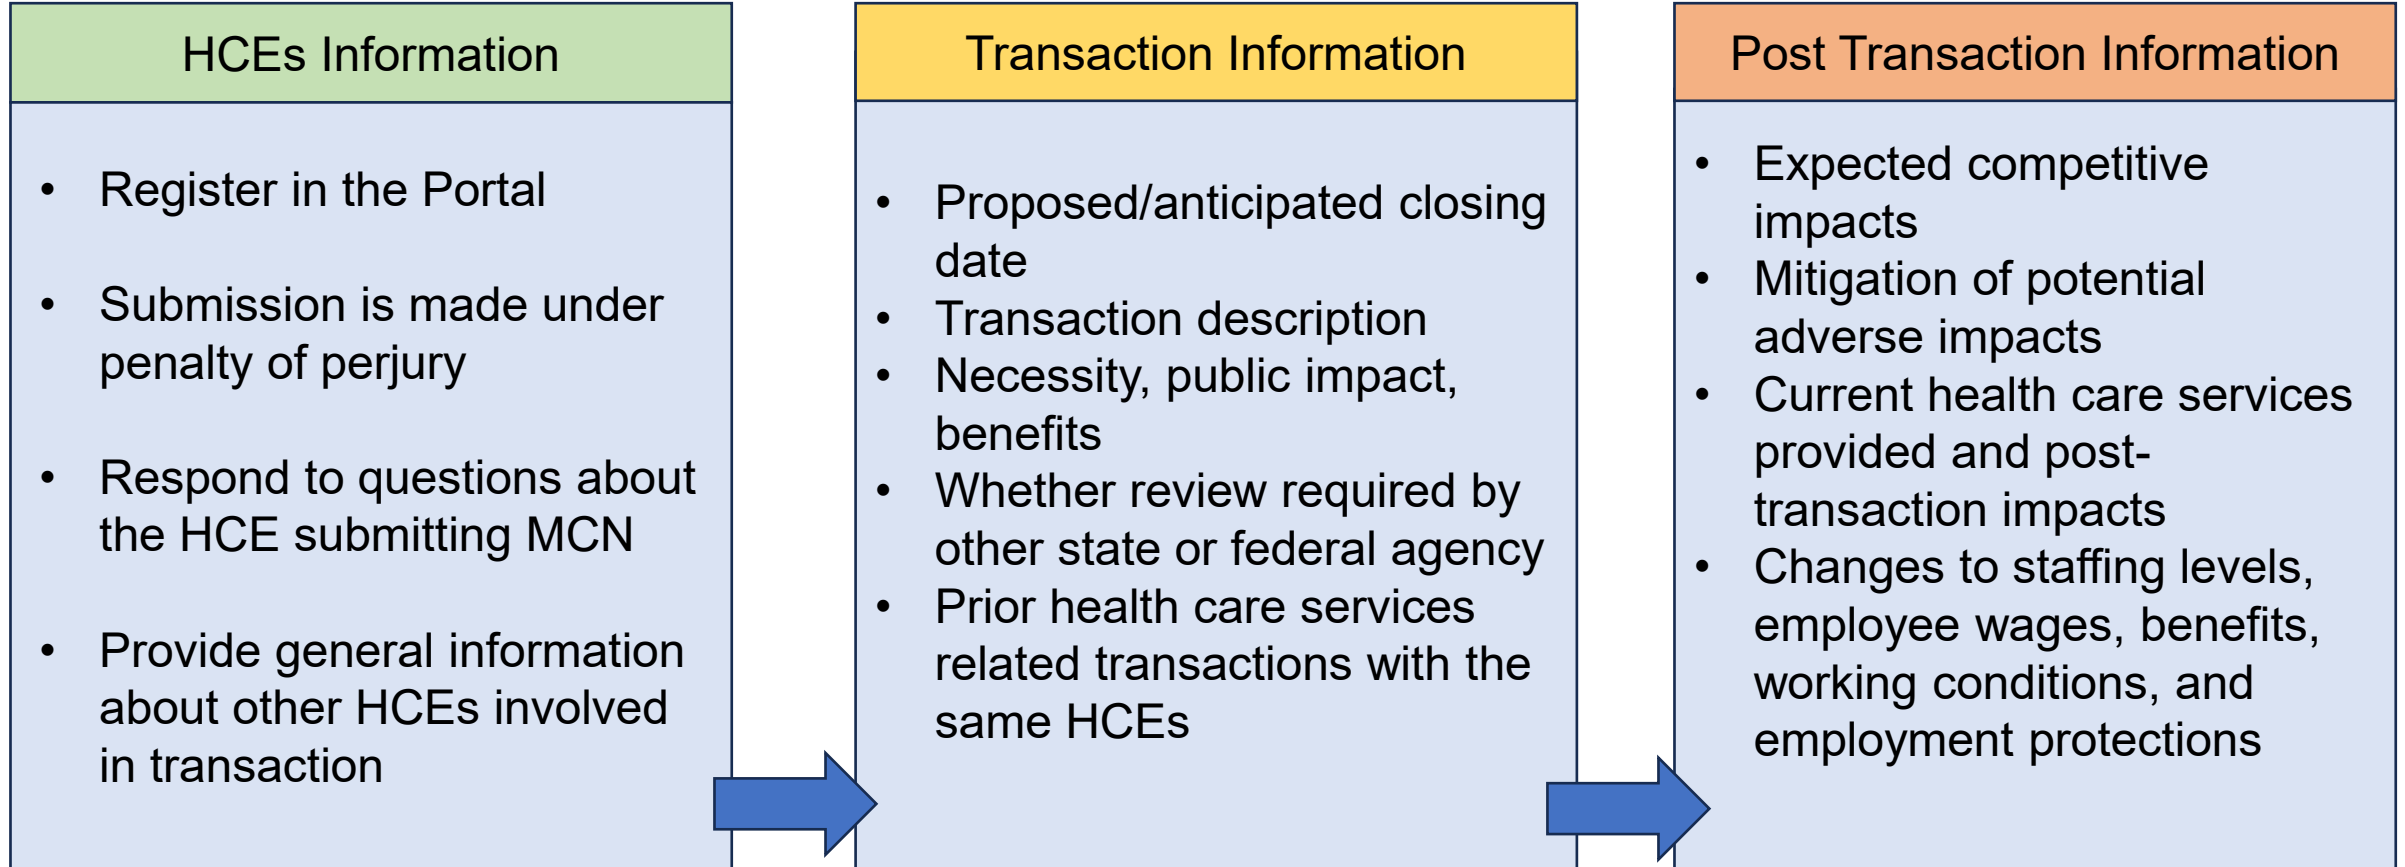 HCEs Information
• Register in the Portal
• Submission is made under
penalty of perjury
• Respond to questions about
the HCE submitting MCN
• Provide general information
about other HCEs involved
in transaction
Transaction Information
• Proposed/anticipated closing
date
• Transaction description
• Necessity, public impact,
benefits
• Whether review required by
other state or federal agency
• Prior health care services
related transactions with the
same HCEs
Post Transaction Information
• Expected competitive
impacts
• Mitigation of potential
adverse impacts
• Current health care services
provided and post-
transaction impacts
• Changes to staffing levels,
employee wages, benefits,
working conditions, and
employment protections